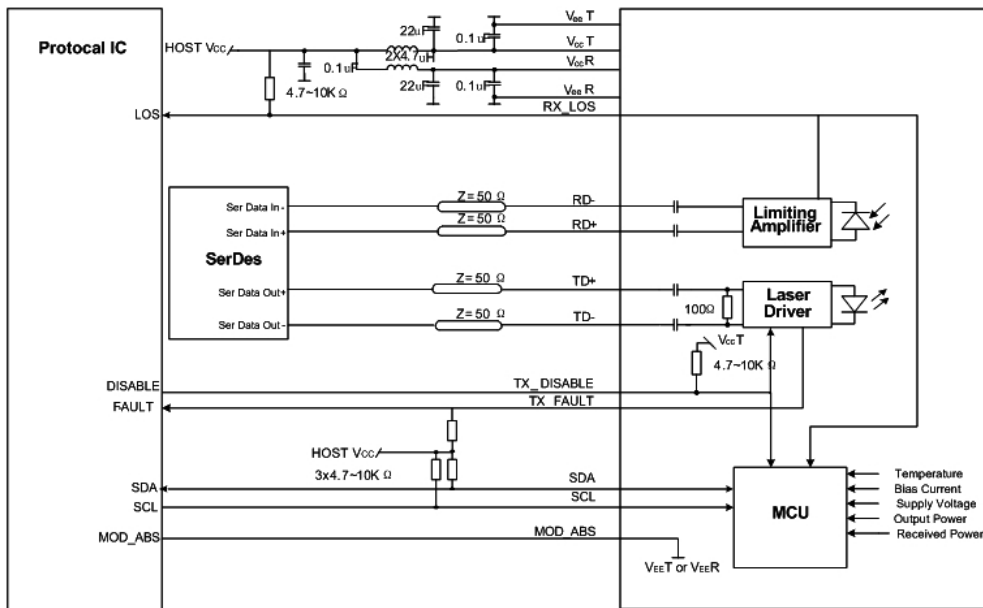 Protocal IC
HOST Vcc
22uF
0.1uF
VeeT
VccT
2X4.7uH
0.1uF
VccR
22uF
0.1uF
VeeR
4.7~10K Ω
LOS
RX_LOS
Ser Data In-
Z=50 Ω
RD-
Ser Data In+
Z=50 Ω
RD+
Limiting
Amplifier
SerDes
Ser Data Out+
Z=50 Ω
TD+
Ser Data Out-
Z=50 Ω
TD-
100Ω
Laser
Driver
VccT
4.7~10K Ω
DISABLE
TX_DISABLE
FAULT
TX_FAULT
HOST Vcc
3x4.7~10K Ω
SDA
SDA
SCL
SCL
MCU
Temperature
Bias Current
Supply Voltage
Output Power
Received Power
MOD_ABS
MOD_ABS
VEET or VEER